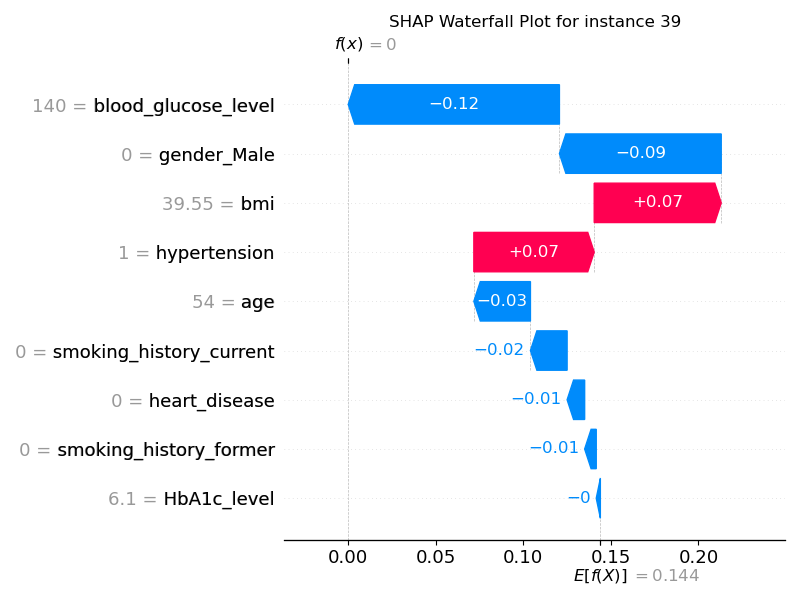 SHAP Waterfall Plot for instance 39
f(x) = 0
140 = blood_glucose_level −0.12
0 = gender_Male −0.09
39.55 = bmi +0.07
1 = hypertension +0.07
54 = age −0.03
0 = smoking_history_current −0.02
0 = heart_disease −0.01
0 = smoking_history_former −0.01
6.1 = HbA1c_level −0
0.00 0.05 0.10 0.15 0.20
E[f(X)] = 0.144